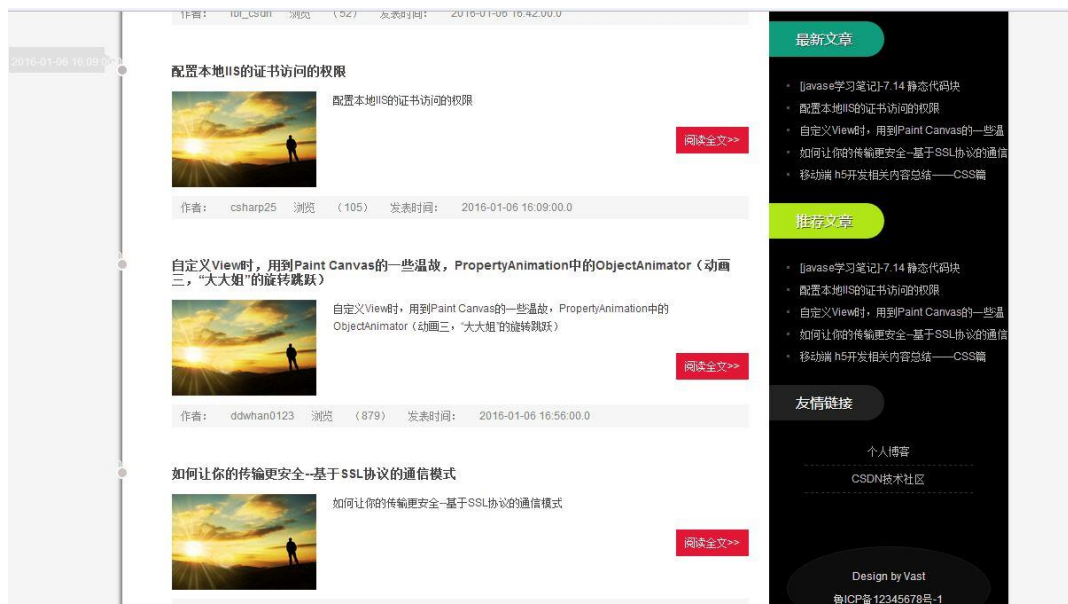 作者： lbl_csdn 浏览 （52） 发表时间： 2016-01-06 16:42:00.0
2016-01-06 16:09:00.0
配置本地IIS的证书访问的权限
配置本地IIS的证书访问的权限
阅读全文>>
作者： csharp25 浏览 （105） 发表时间： 2016-01-06 16:09:00.0
自定义View时，用到Paint Canvas的一些温故，PropertyAnimation中的ObjectAnimator（动画
三，“大大姐”的旋转跳跃）
自定义View时，用到Paint Canvas的一些温故，PropertyAnimation中的
ObjectAnimator（动画三，“大大姐”的旋转跳跃）
阅读全文>>
作者： ddwhan0123 浏览 （879） 发表时间： 2016-01-06 16:56:00.0
如何让你的传输更安全--基于SSL协议的通信模式
如何让你的传输更安全--基于SSL协议的通信模式
阅读全文>>
最新文章
[javase学习笔记]-7.14 静态代码块
配置本地IIS的证书访问的权限
自定义View时，用到Paint Canvas的一些温
如何让你的传输更安全--基于SSL协议的通信
移动端 h5开发相关内容总结——CSS篇
推荐文章
[javase学习笔记]-7.14 静态代码块
配置本地IIS的证书访问的权限
自定义View时，用到Paint Canvas的一些温
如何让你的传输更安全--基于SSL协议的通信
移动端 h5开发相关内容总结——CSS篇
友情链接
个人博客
CSDN技术社区
Design by Vast
鲁ICP备12345678号-1